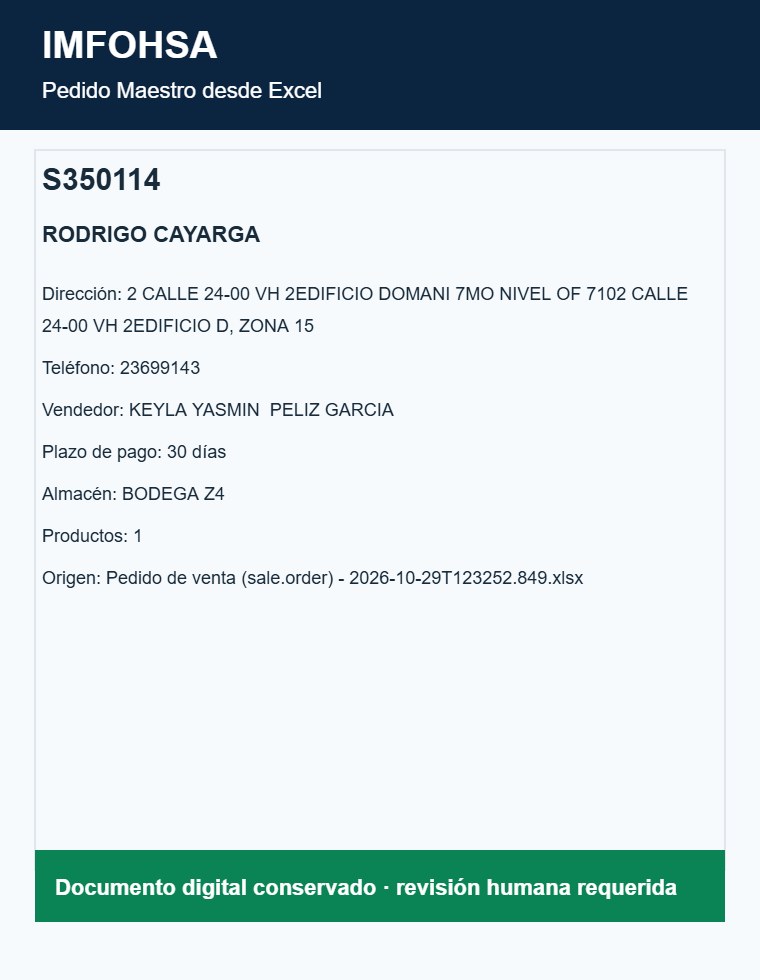 IMFOHSA
Pedido Maestro desde Excel
S350114
RODRIGO CAYARGA
Dirección: 2 CALLE 24-00 VH 2EDIFICIO DOMANI 7MO NIVEL OF 7102 CALLE
24-00 VH 2EDIFICIO D, ZONA 15
Teléfono: 23699143
Vendedor: KEYLA YASMIN  PELIZ GARCIA
Plazo de pago: 30 días
Almacén: BODEGA Z4
Productos: 1
Origen: Pedido de venta (sale.order) - 2026-10-29T123252.849.xlsx
Documento digital conservado · revisión humana requerida